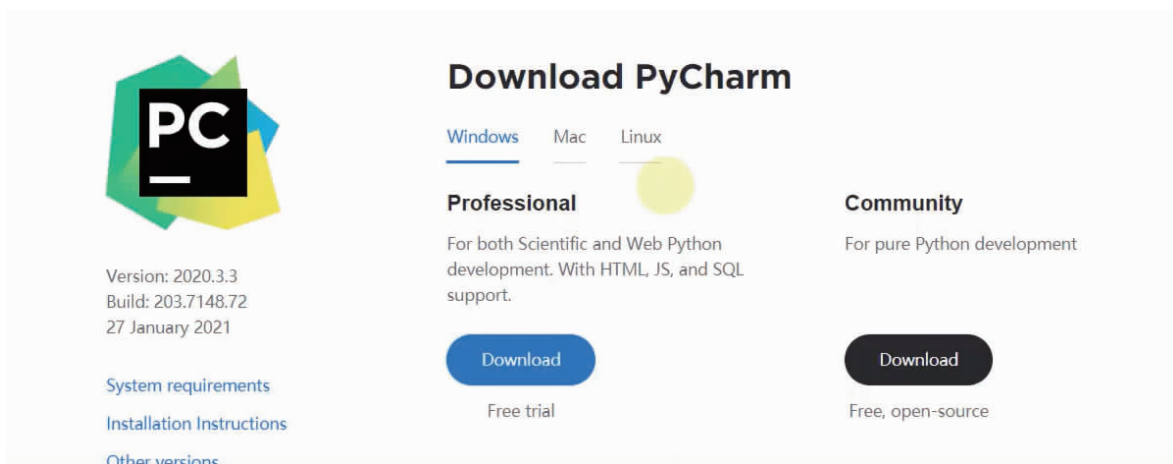 PC
Download PyCharm
Windows Mac Linux
Professional
For both Scientific and Web Python
development. With HTML, JS, and SQL
support.
Download
Free trial
Community
For pure Python development
Download
Free, open-source
Version: 2020.3.3
Build: 203.7148.72
27 January 2021
System requirements
Installation Instructions
Other versions